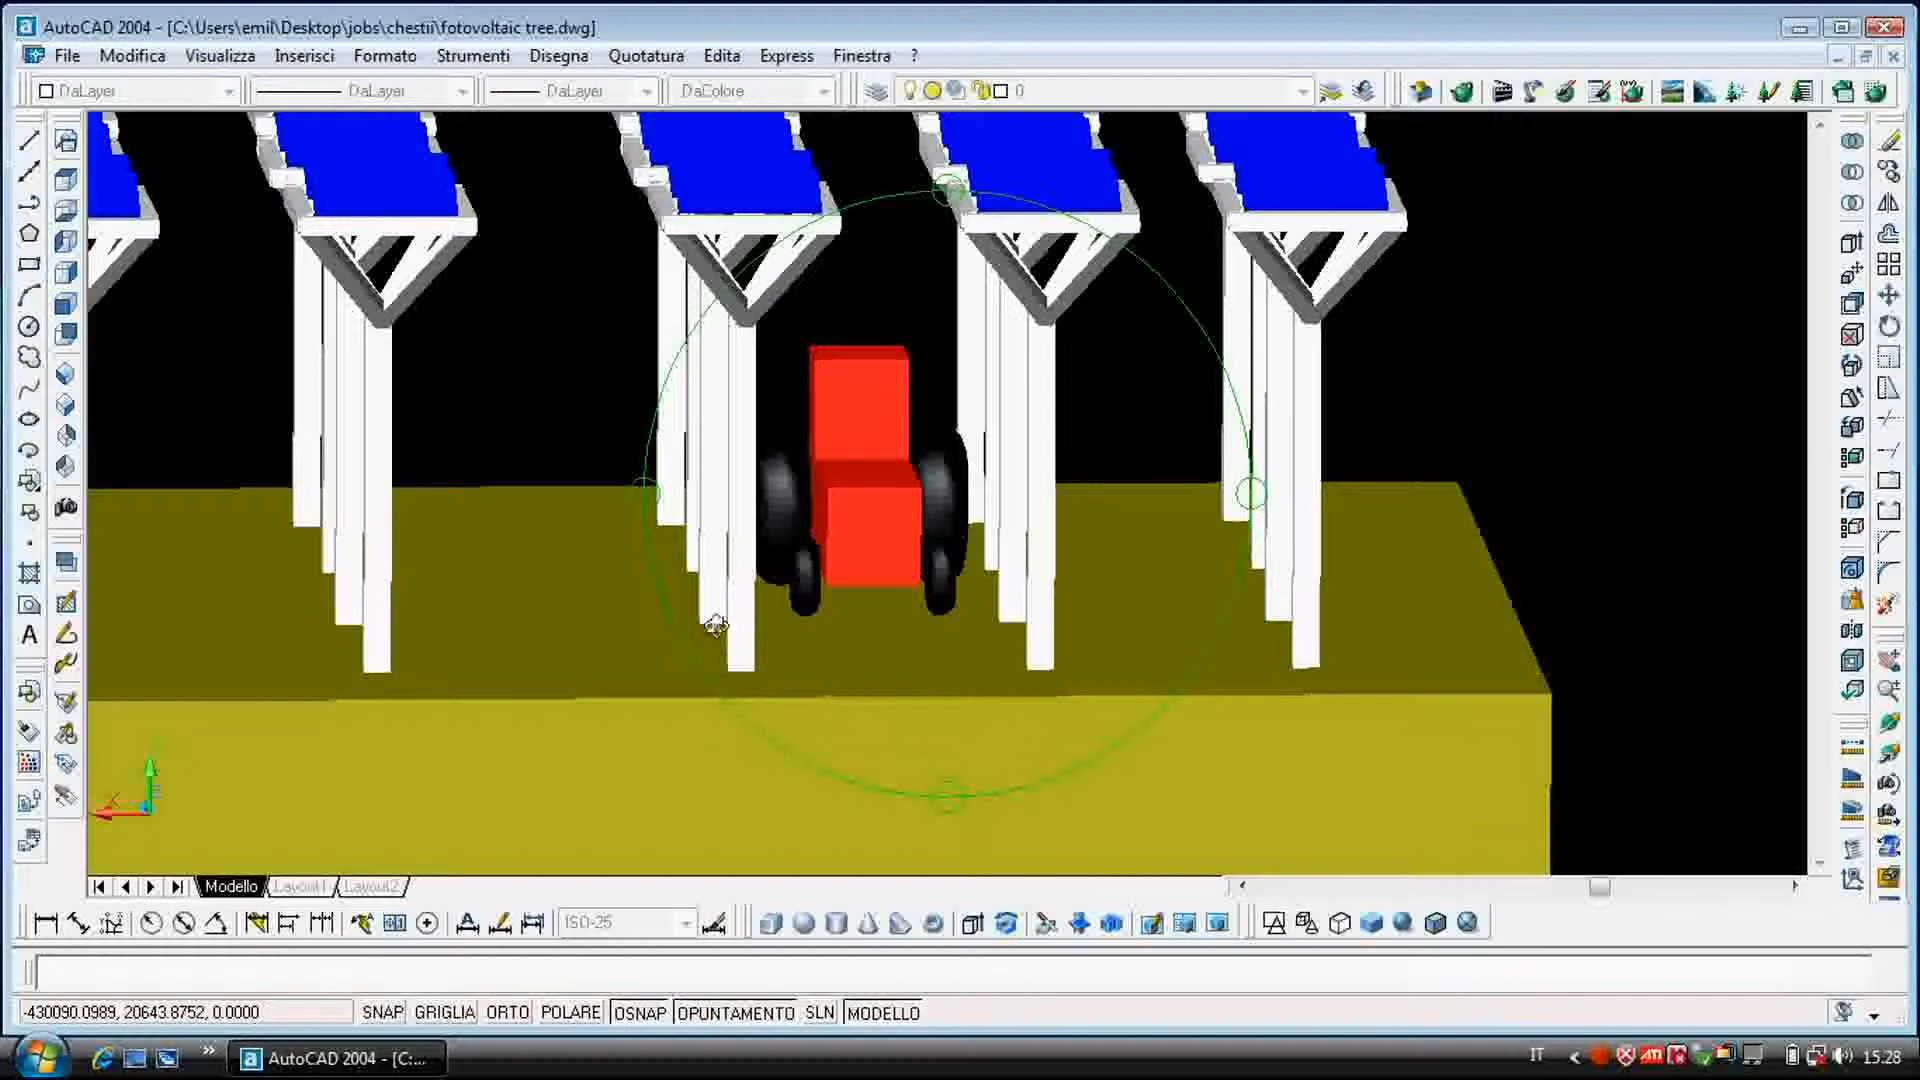 AutoCAD 2004 - [C:\Users\emil\Desktop\jobs\chestii\fotovoltaic tree.dwg]
File Modifica Visualizza Inserisci Formato Strumenti Disegna Quotatura Edita Express Finestra ?
DaLayer DaLayer DaLayer DaColore 0
A
X
Modello Layout1 Layout2
ISO-25
-430090.0989, 20643.8752, 0.0000 SNAP GRIGLIA ORTO POLARE OSNAP OPUNTAMENTO SLN MODELLO
AutoCAD 2004 - [C:... IT 15.28